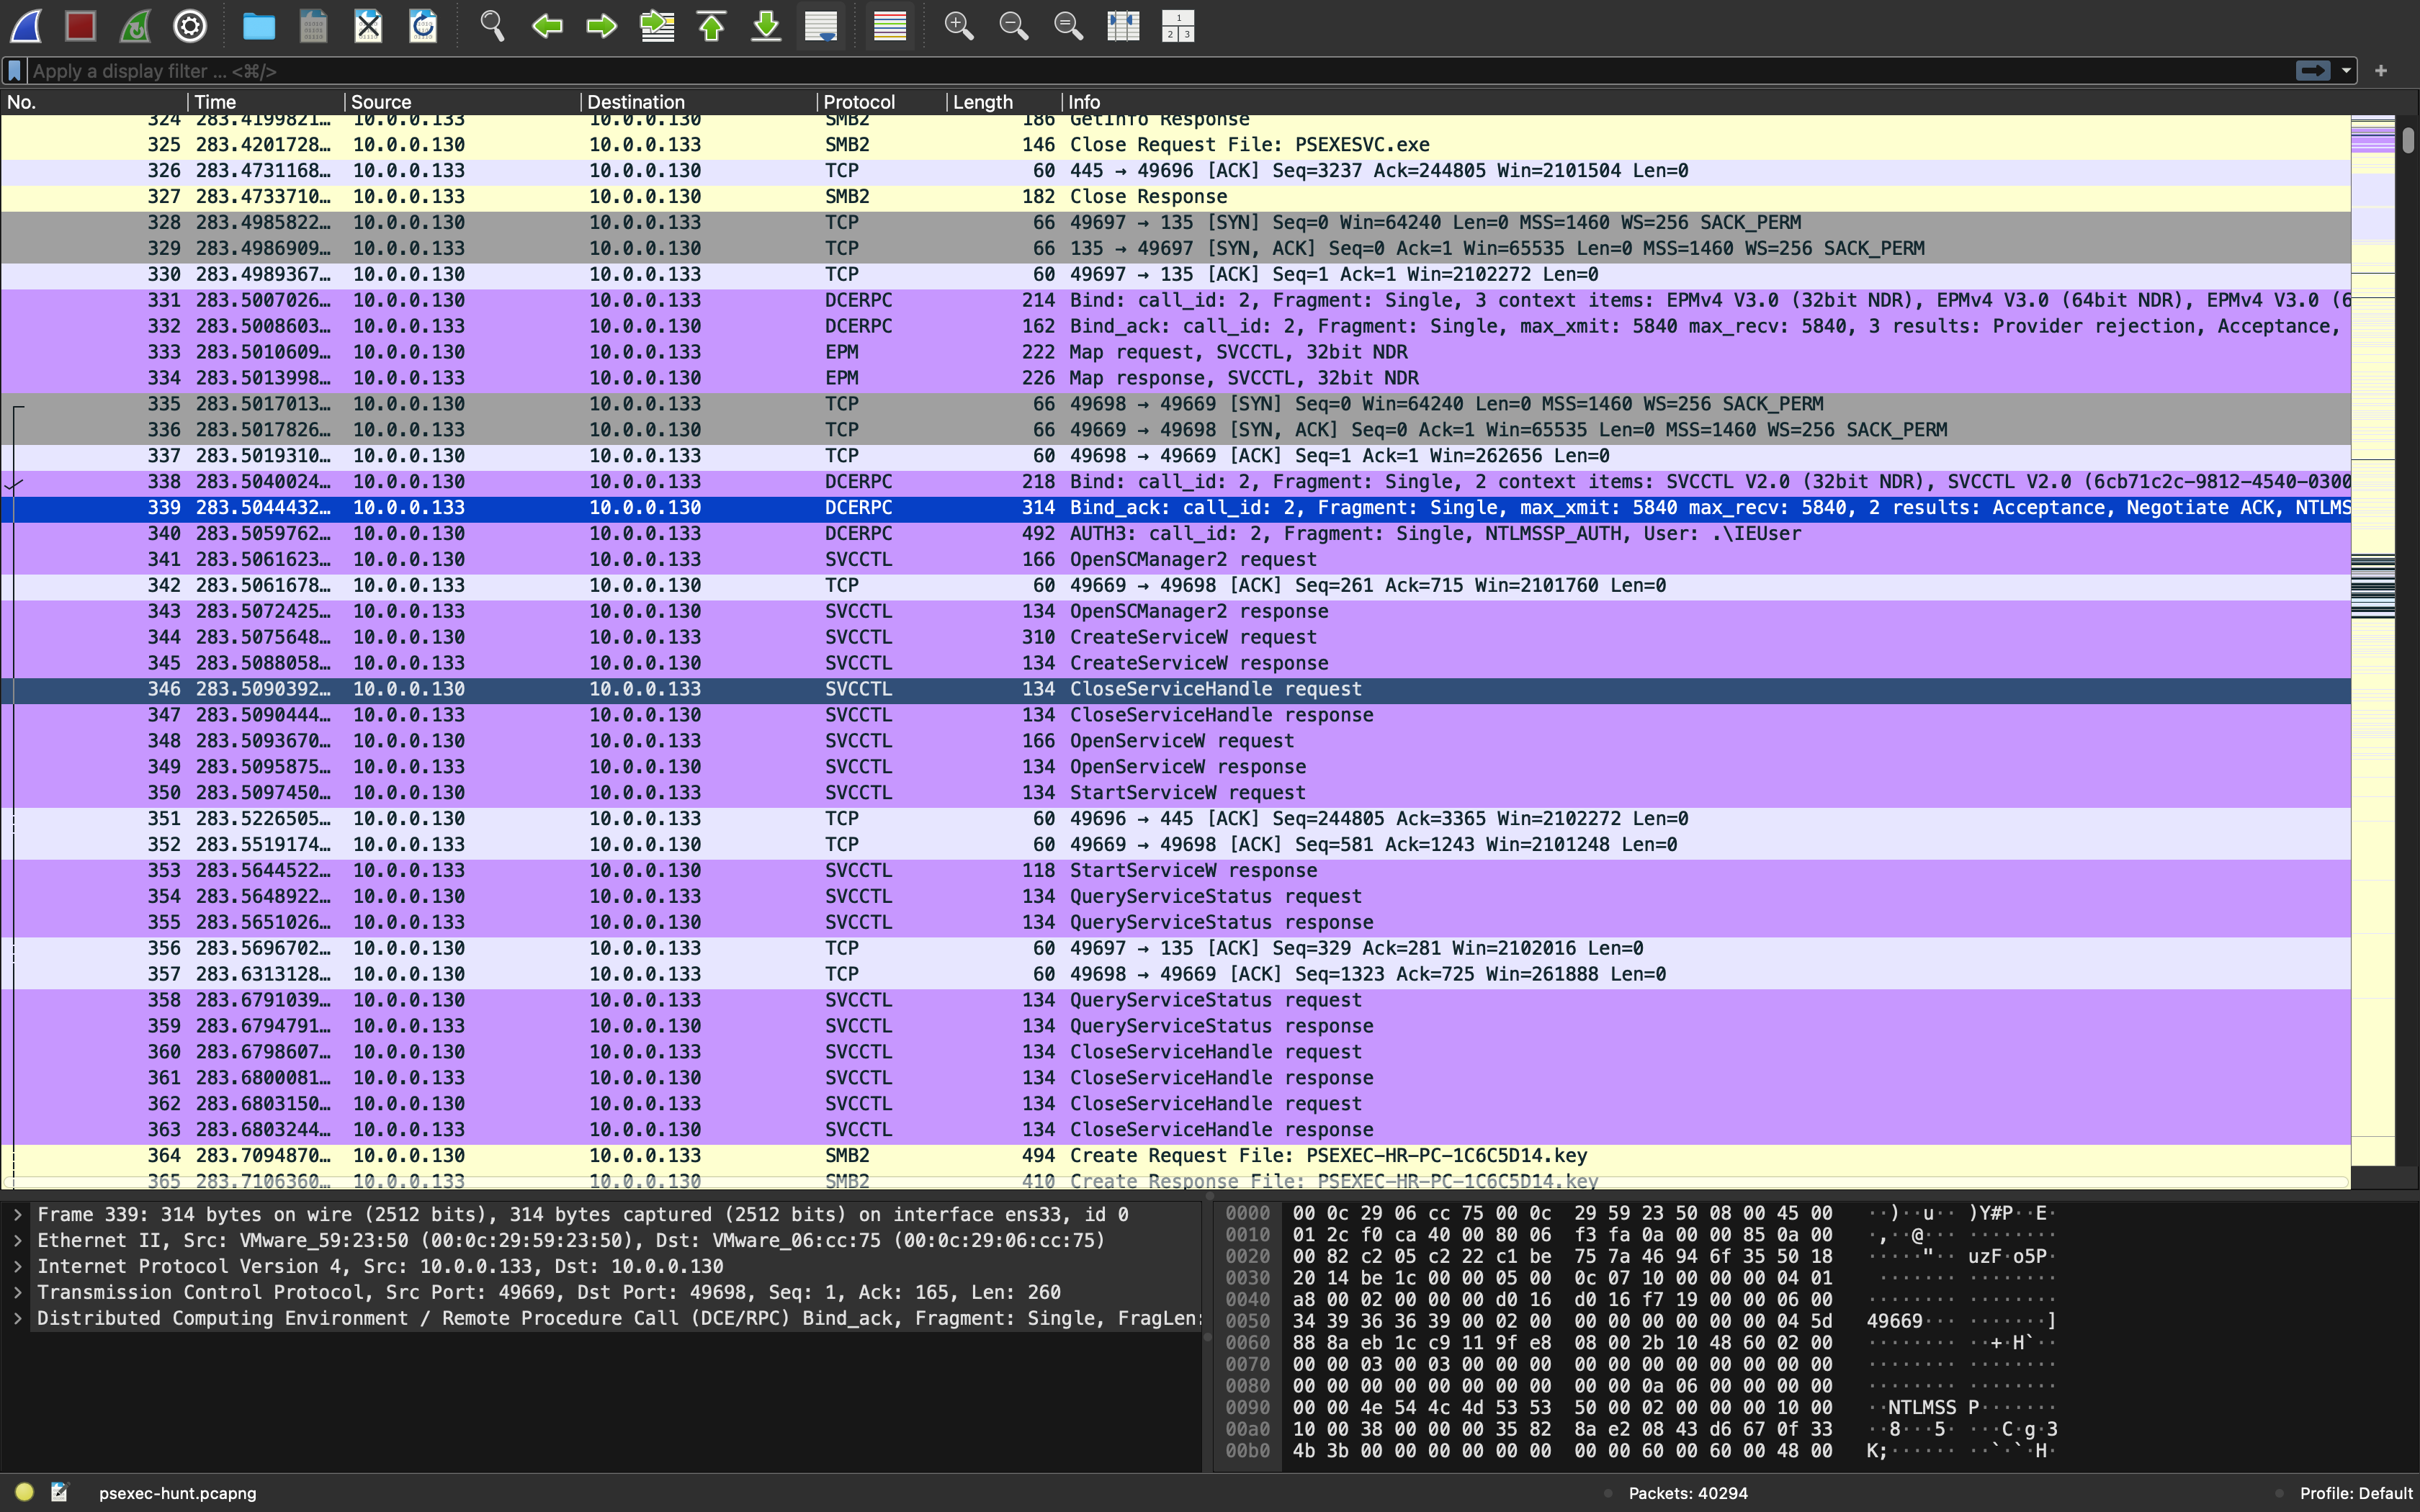 Apply a display filter ... <⌘/>
No. Time Source Destination Protocol Length Info
324 283.4199821… 10.0.0.133 10.0.0.130 SMB2 186 GetInfo Response
325 283.4201728… 10.0.0.130 10.0.0.133 SMB2 146 Close Request File: PSEXESVC.exe
326 283.4731168… 10.0.0.133 10.0.0.130 TCP 60 445 → 49696 [ACK] Seq=3237 Ack=244805 Win=2101504 Len=0
327 283.4733710… 10.0.0.133 10.0.0.130 SMB2 182 Close Response
328 283.4985822… 10.0.0.130 10.0.0.133 TCP 66 49697 → 135 [SYN] Seq=0 Win=64240 Len=0 MSS=1460 WS=256 SACK_PERM
329 283.4986909… 10.0.0.133 10.0.0.130 TCP 66 135 → 49697 [SYN, ACK] Seq=0 Ack=1 Win=65535 Len=0 MSS=1460 WS=256 SACK_PERM
330 283.4989367… 10.0.0.130 10.0.0.133 TCP 60 49697 → 135 [ACK] Seq=1 Ack=1 Win=2102272 Len=0
331 283.5007026… 10.0.0.130 10.0.0.133 DCERPC 214 Bind: call_id: 2, Fragment: Single, 3 context items: EPMv4 V3.0 (32bit NDR), EPMv4 V3.0 (64bit NDR), EPMv4 V3.0 (6
332 283.5008603… 10.0.0.133 10.0.0.130 DCERPC 162 Bind_ack: call_id: 2, Fragment: Single, max_xmit: 5840 max_recv: 5840, 3 results: Provider rejection, Acceptance,
333 283.5010609… 10.0.0.130 10.0.0.133 EPM 222 Map request, SVCCTL, 32bit NDR
334 283.5013998… 10.0.0.133 10.0.0.130 EPM 226 Map response, SVCCTL, 32bit NDR
335 283.5017013… 10.0.0.130 10.0.0.133 TCP 66 49698 → 49669 [SYN] Seq=0 Win=64240 Len=0 MSS=1460 WS=256 SACK_PERM
336 283.5017826… 10.0.0.133 10.0.0.130 TCP 66 49669 → 49698 [SYN, ACK] Seq=0 Ack=1 Win=65535 Len=0 MSS=1460 WS=256 SACK_PERM
337 283.5019310… 10.0.0.130 10.0.0.133 TCP 60 49698 → 49669 [ACK] Seq=1 Ack=1 Win=262656 Len=0
338 283.5040024… 10.0.0.130 10.0.0.133 DCERPC 218 Bind: call_id: 2, Fragment: Single, 2 context items: SVCCTL V2.0 (32bit NDR), SVCCTL V2.0 (6cb71c2c-9812-4540-0300
339 283.5044432… 10.0.0.133 10.0.0.130 DCERPC 314 Bind_ack: call_id: 2, Fragment: Single, max_xmit: 5840 max_recv: 5840, 2 results: Acceptance, Negotiate ACK, NTLMS
340 283.5059762… 10.0.0.130 10.0.0.133 DCERPC 492 AUTH3: call_id: 2, Fragment: Single, NTLMSSP_AUTH, User: .\IEUser
341 283.5061623… 10.0.0.130 10.0.0.133 SVCCTL 166 OpenSCManager2 request
342 283.5061678… 10.0.0.133 10.0.0.130 TCP 60 49669 → 49698 [ACK] Seq=261 Ack=715 Win=2101760 Len=0
343 283.5072425… 10.0.0.133 10.0.0.130 SVCCTL 134 OpenSCManager2 response
344 283.5075648… 10.0.0.130 10.0.0.133 SVCCTL 310 CreateServiceW request
345 283.5088058… 10.0.0.133 10.0.0.130 SVCCTL 134 CreateServiceW response
346 283.5090392… 10.0.0.130 10.0.0.133 SVCCTL 134 CloseServiceHandle request
347 283.5090444… 10.0.0.133 10.0.0.130 SVCCTL 134 CloseServiceHandle response
348 283.5093670… 10.0.0.130 10.0.0.133 SVCCTL 166 OpenServiceW request
349 283.5095875… 10.0.0.133 10.0.0.130 SVCCTL 134 OpenServiceW response
350 283.5097450… 10.0.0.130 10.0.0.133 SVCCTL 134 StartServiceW request
351 283.5226505… 10.0.0.130 10.0.0.133 TCP 60 49696 → 445 [ACK] Seq=244805 Ack=3365 Win=2102272 Len=0
352 283.5519174… 10.0.0.133 10.0.0.130 TCP 60 49669 → 49698 [ACK] Seq=581 Ack=1243 Win=2101248 Len=0
353 283.5644522… 10.0.0.133 10.0.0.130 SVCCTL 118 StartServiceW response
354 283.5648922… 10.0.0.130 10.0.0.133 SVCCTL 134 QueryServiceStatus request
355 283.5651026… 10.0.0.133 10.0.0.130 SVCCTL 134 QueryServiceStatus response
356 283.5696702… 10.0.0.130 10.0.0.133 TCP 60 49697 → 135 [ACK] Seq=329 Ack=281 Win=2102016 Len=0
357 283.6313128… 10.0.0.130 10.0.0.133 TCP 60 49698 → 49669 [ACK] Seq=1323 Ack=725 Win=261888 Len=0
358 283.6791039… 10.0.0.130 10.0.0.133 SVCCTL 134 QueryServiceStatus request
359 283.6794791… 10.0.0.133 10.0.0.130 SVCCTL 134 QueryServiceStatus response
360 283.6798607… 10.0.0.130 10.0.0.133 SVCCTL 134 CloseServiceHandle request
361 283.6800081… 10.0.0.133 10.0.0.130 SVCCTL 134 CloseServiceHandle response
362 283.6803150… 10.0.0.130 10.0.0.133 SVCCTL 134 CloseServiceHandle request
363 283.6803244… 10.0.0.133 10.0.0.130 SVCCTL 134 CloseServiceHandle response
364 283.7094870… 10.0.0.130 10.0.0.133 SMB2 494 Create Request File: PSEXEC-HR-PC-1C6C5D14.key
365 283.7106360… 10.0.0.133 10.0.0.130 SMB2 410 Create Response File: PSEXEC-HR-PC-1C6C5D14.key
Frame 339: 314 bytes on wire (2512 bits), 314 bytes captured (2512 bits) on interface ens33, id 0
Ethernet II, Src: VMware_59:23:50 (00:0c:29:59:23:50), Dst: VMware_06:cc:75 (00:0c:29:06:cc:75)
Internet Protocol Version 4, Src: 10.0.0.133, Dst: 10.0.0.130
Transmission Control Protocol, Src Port: 49669, Dst Port: 49698, Seq: 1, Ack: 165, Len: 260
Distributed Computing Environment / Remote Procedure Call (DCE/RPC) Bind_ack, Fragment: Single, FragLen:
0000 00 0c 29 06 cc 75 00 0c 29 59 23 50 08 00 45 00 ··)··u·· )Y#P··E·
0010 01 2c f0 ca 40 00 80 06 f3 fa 0a 00 00 85 0a 00 ·,··@··· ········
0020 00 82 c2 05 c2 22 c1 be 75 7a 46 94 6f 35 50 18 ·····"·· uzF·o5P·
0030 20 14 be 1c 00 00 05 00 0c 07 10 00 00 00 04 01 ······· ········
0040 a8 00 02 00 00 00 d0 16 d0 16 f7 19 00 00 06 00 ········ ········
0050 34 39 36 36 39 00 02 00 00 00 00 00 00 00 04 5d 49669··· ·······]
0060 88 8a eb 1c c9 11 9f e8 08 00 2b 10 48 60 02 00 ········ ··+·H`··
0070 00 00 03 00 03 00 00 00 00 00 00 00 00 00 00 00 ········ ········
0080 00 00 00 00 00 00 00 00 00 00 0a 06 00 00 00 00 ········ ········
0090 00 00 4e 54 4c 4d 53 53 50 00 02 00 00 00 10 00 ··NTLMSS P·······
00a0 10 00 38 00 00 00 35 82 8a e2 08 43 d6 67 0f 33 ··8···5· ···C·g·3
00b0 4b 3b 00 00 00 00 00 00 00 00 60 00 60 00 48 00 K;······ ··`·`·H·
psexec-hunt.pcapng Packets: 40294 Profile: Default